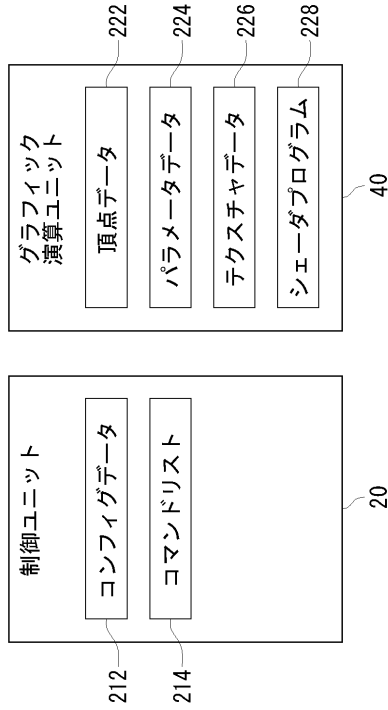 制御ユニット
212
コンフィグデータ
214
コマンドリスト
20
グラフィック
演算ユニット
頂点データ
222
パラメータデータ
224
テクスチャデータ
226
シェーダプログラム
228
40